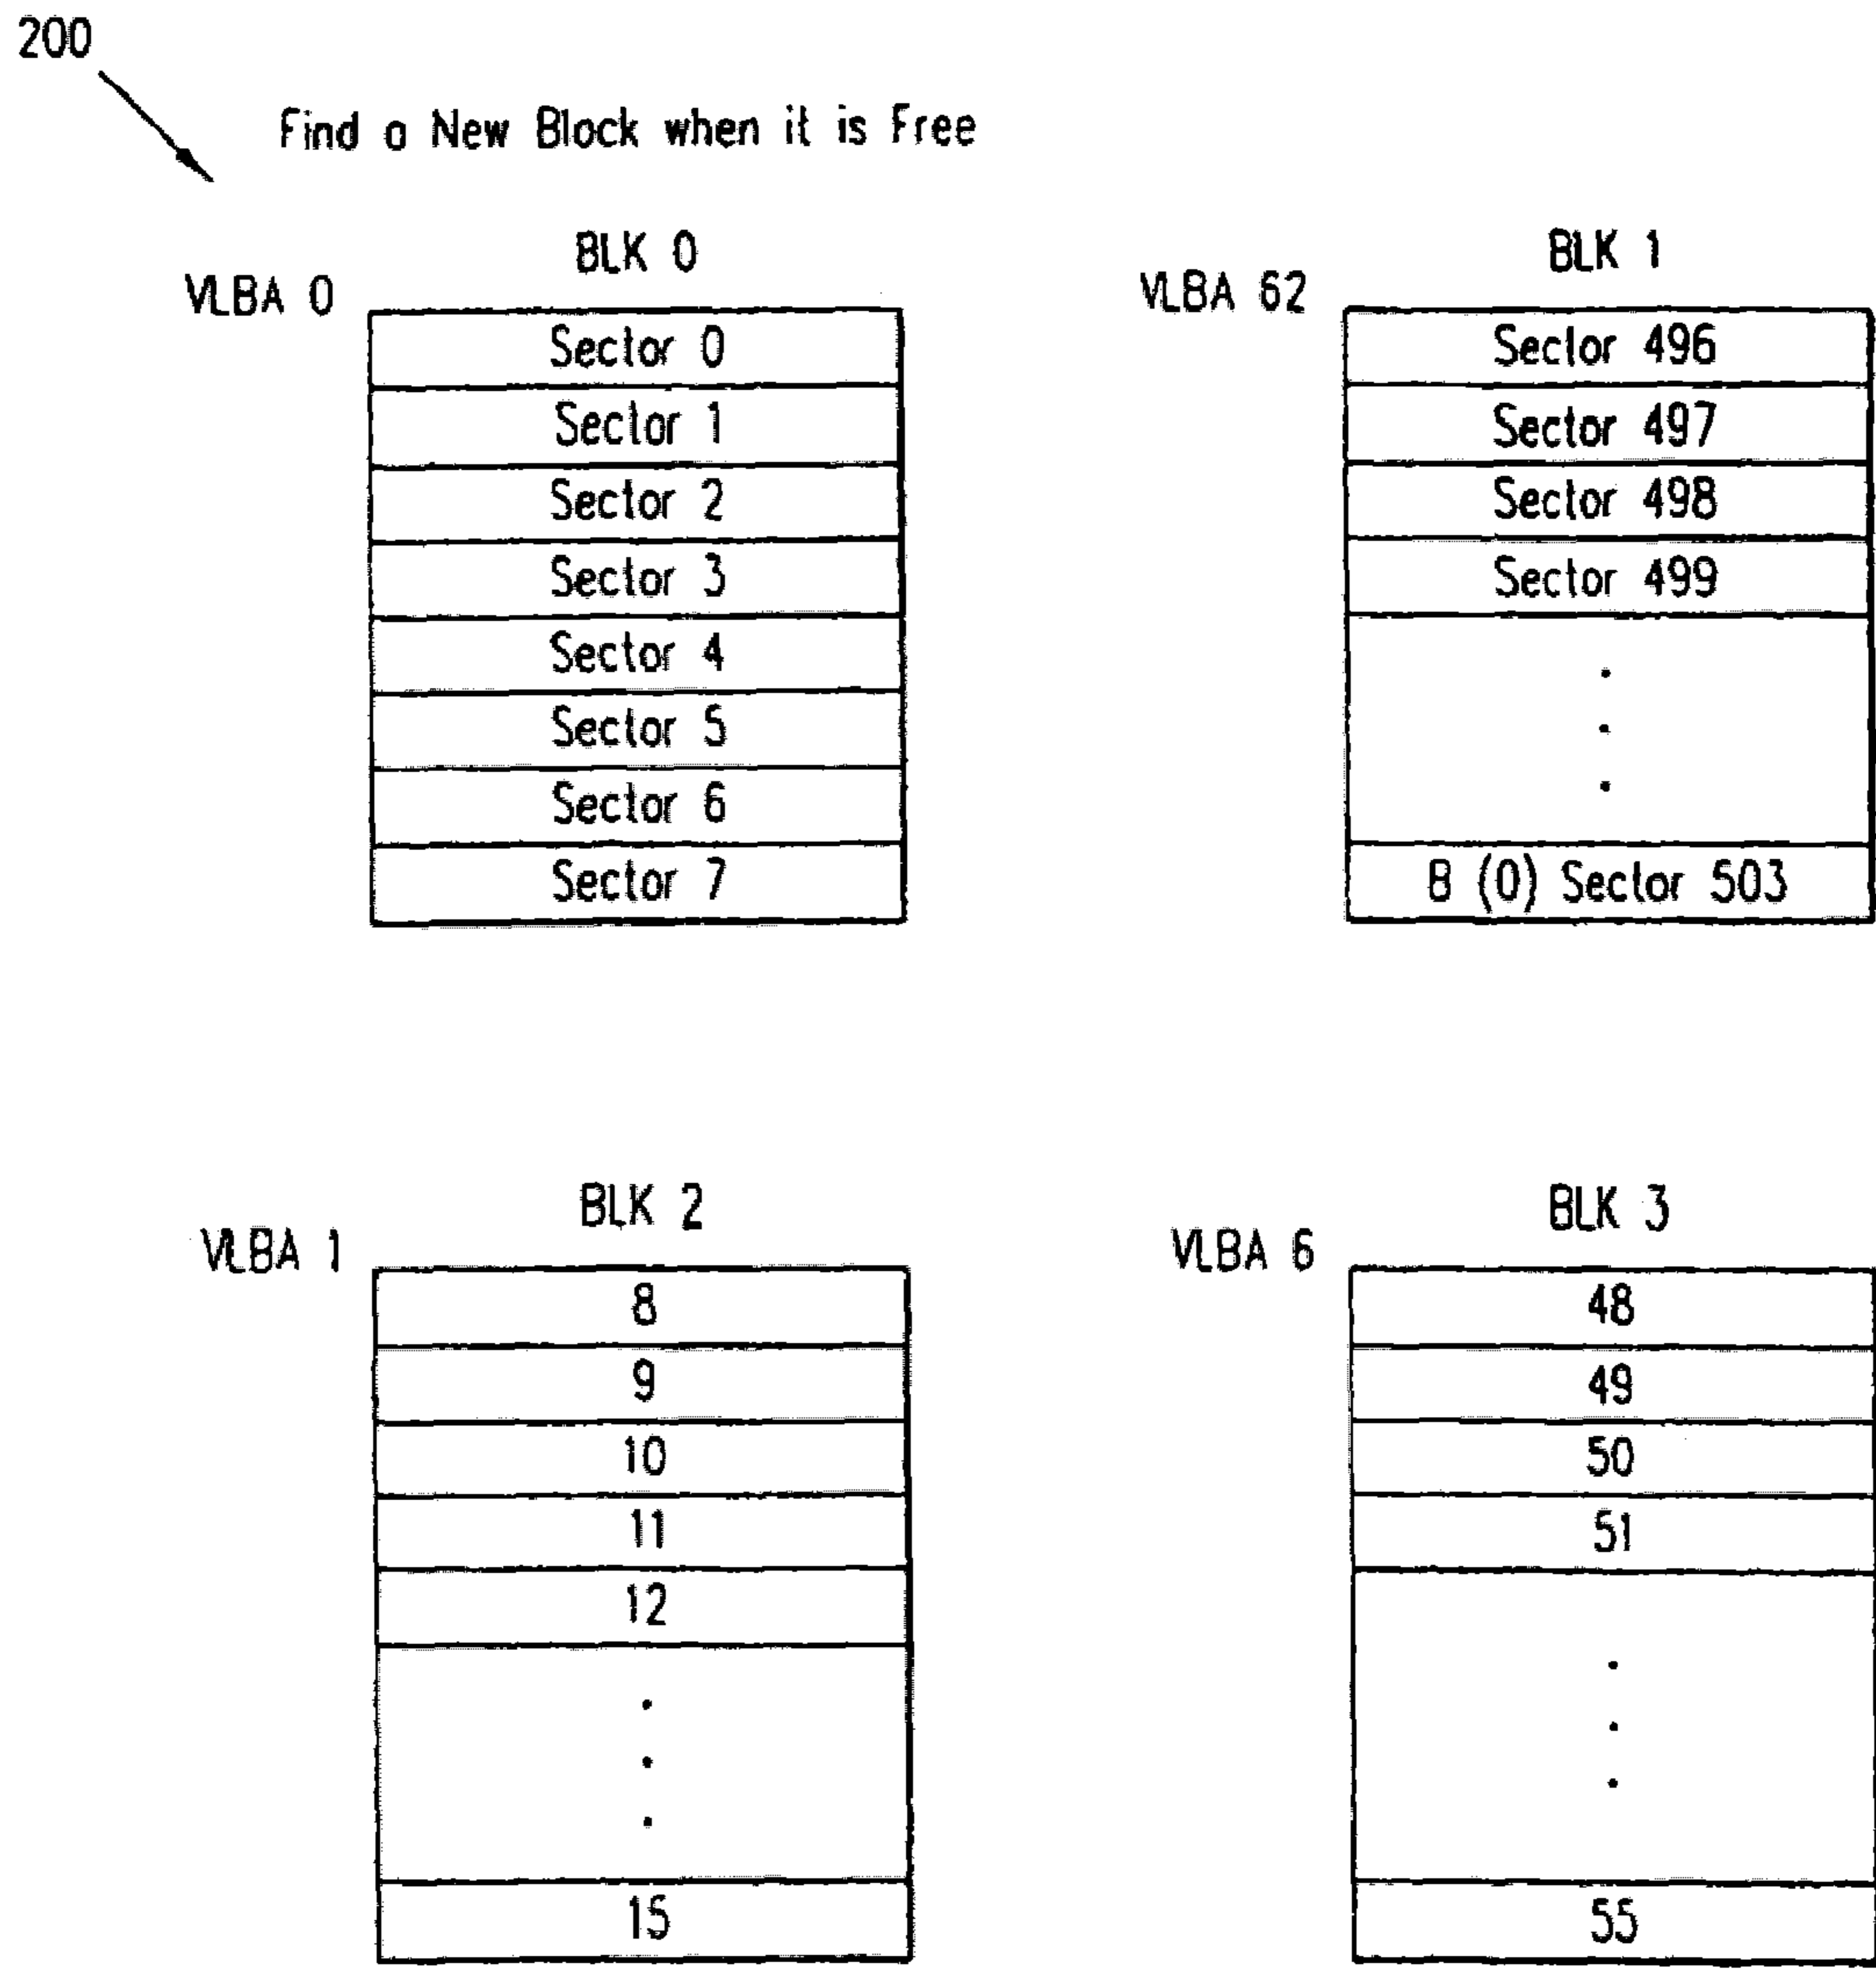 200
Find a New Block when it is Free
BLK 0
VLBA 0
Sector 0
Sector 1
Sector 2
Sector 3
Sector 4
Sector 5
Sector 6
Sector 7
BLK 1
VLBA 62
Sector 496
Sector 497
Sector 498
Sector 499
B (0) Sector 503
BLK 2
VLBA 1
8
9
10
11
12
15
BLK 3
VLBA 6
48
49
50
51
55